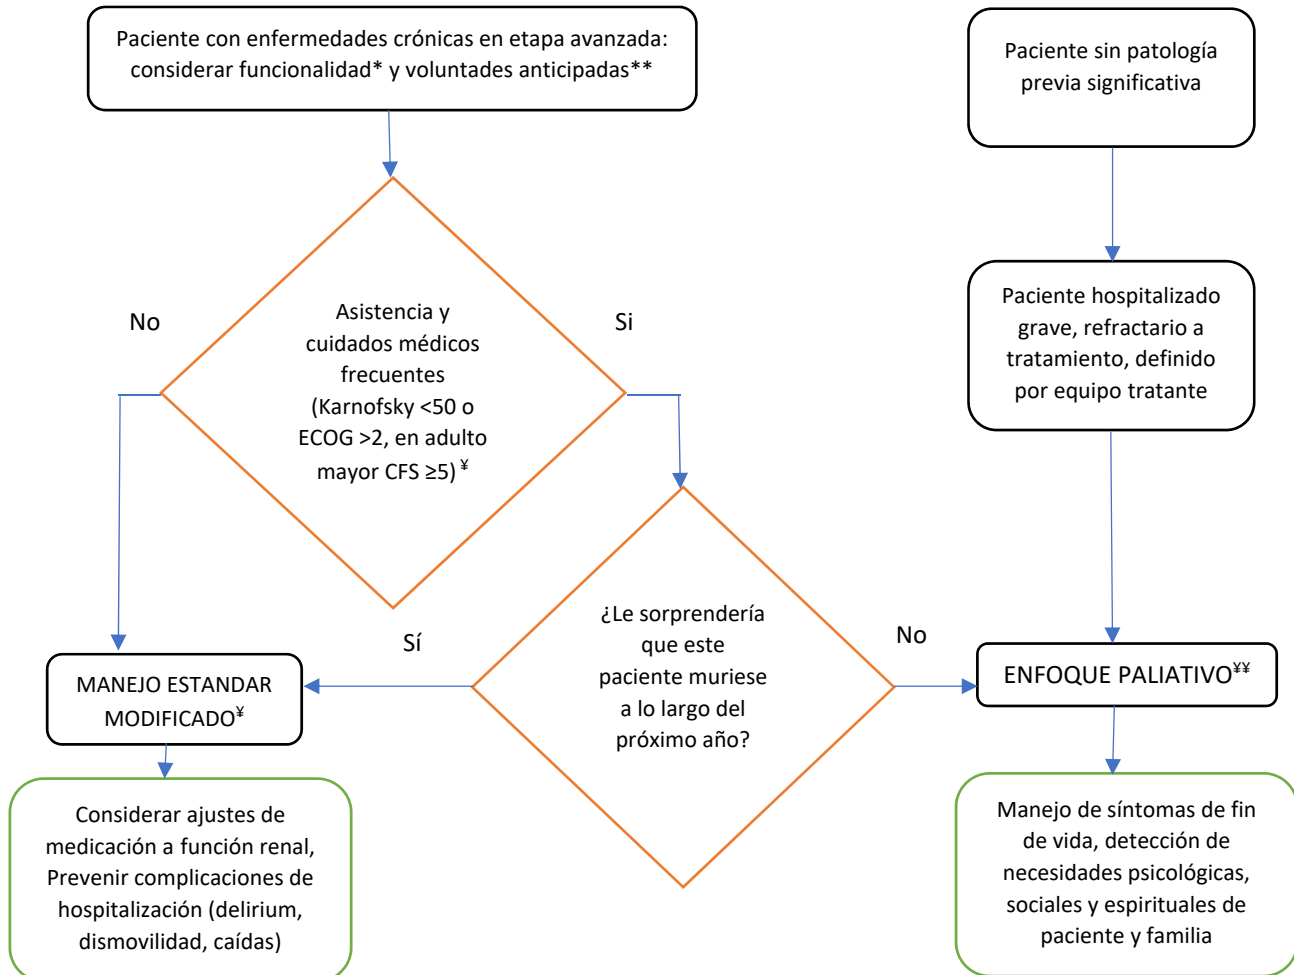 Paciente con enfermedades crónicas en etapa avanzada:
considerar funcionalidad* y voluntades anticipadas**
Paciente sin patología
previa significativa
No
Asistencia y
cuidados médicos
frecuentes
(Karnofsky <50 o
ECOG >2, en adulto
mayor CFS ≥5) ¥
Si
Paciente hospitalizado
grave, refractario a
tratamiento, definido
por equipo tratante
¿Le sorprendería
que este
paciente muriese
a lo largo del
próximo año?
Sí
No
MANEJO ESTANDAR
MODIFICADO¥
ENFOQUE PALIATIVO¥¥
Considerar ajustes de
medicación a función renal,
Prevenir complicaciones de
hospitalización (delirium,
dismovilidad, caídas)
Manejo de síntomas de fin
de vida, detección de
necesidades psicológicas,
sociales y espirituales de
paciente y familia